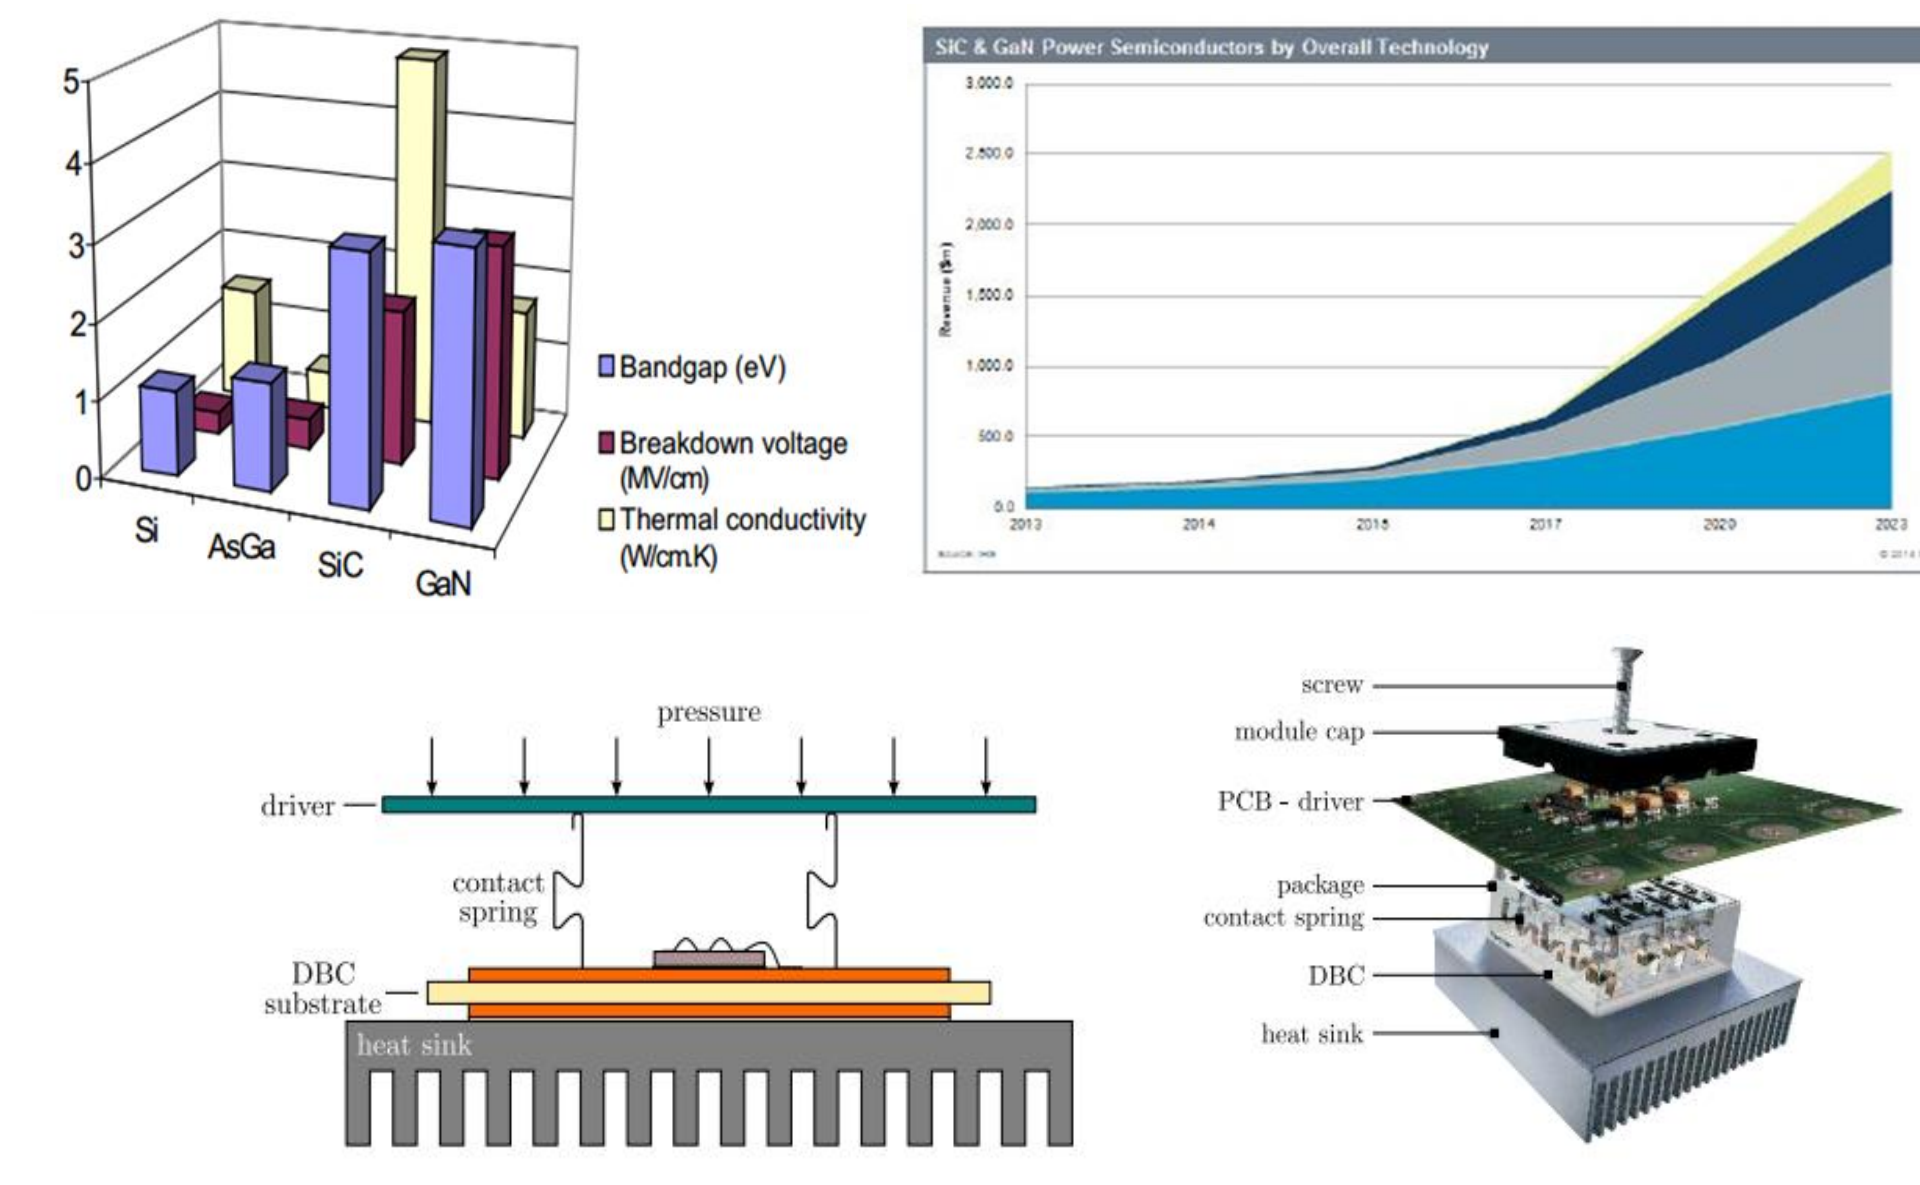 5
4
3
2
1
0
Si
AsGa
SiC
GaN
Bandgap (eV)
Breakdown voltage
(MV/cm)
Thermal conductivity
(W/cm.K)
SiC & GaN Power Semiconductors by Overall Technology
Revenue ($m)
3,000.0
2,500.0
2,000.0
1,500.0
1,000.0
500.0
0.0
2013
2014
2015
2017
2020
2023
pressure
driver
contact
spring
DBC
substrate
heat sink
screw
module cap
PCB - driver
package
contact spring
DBC
heat sink